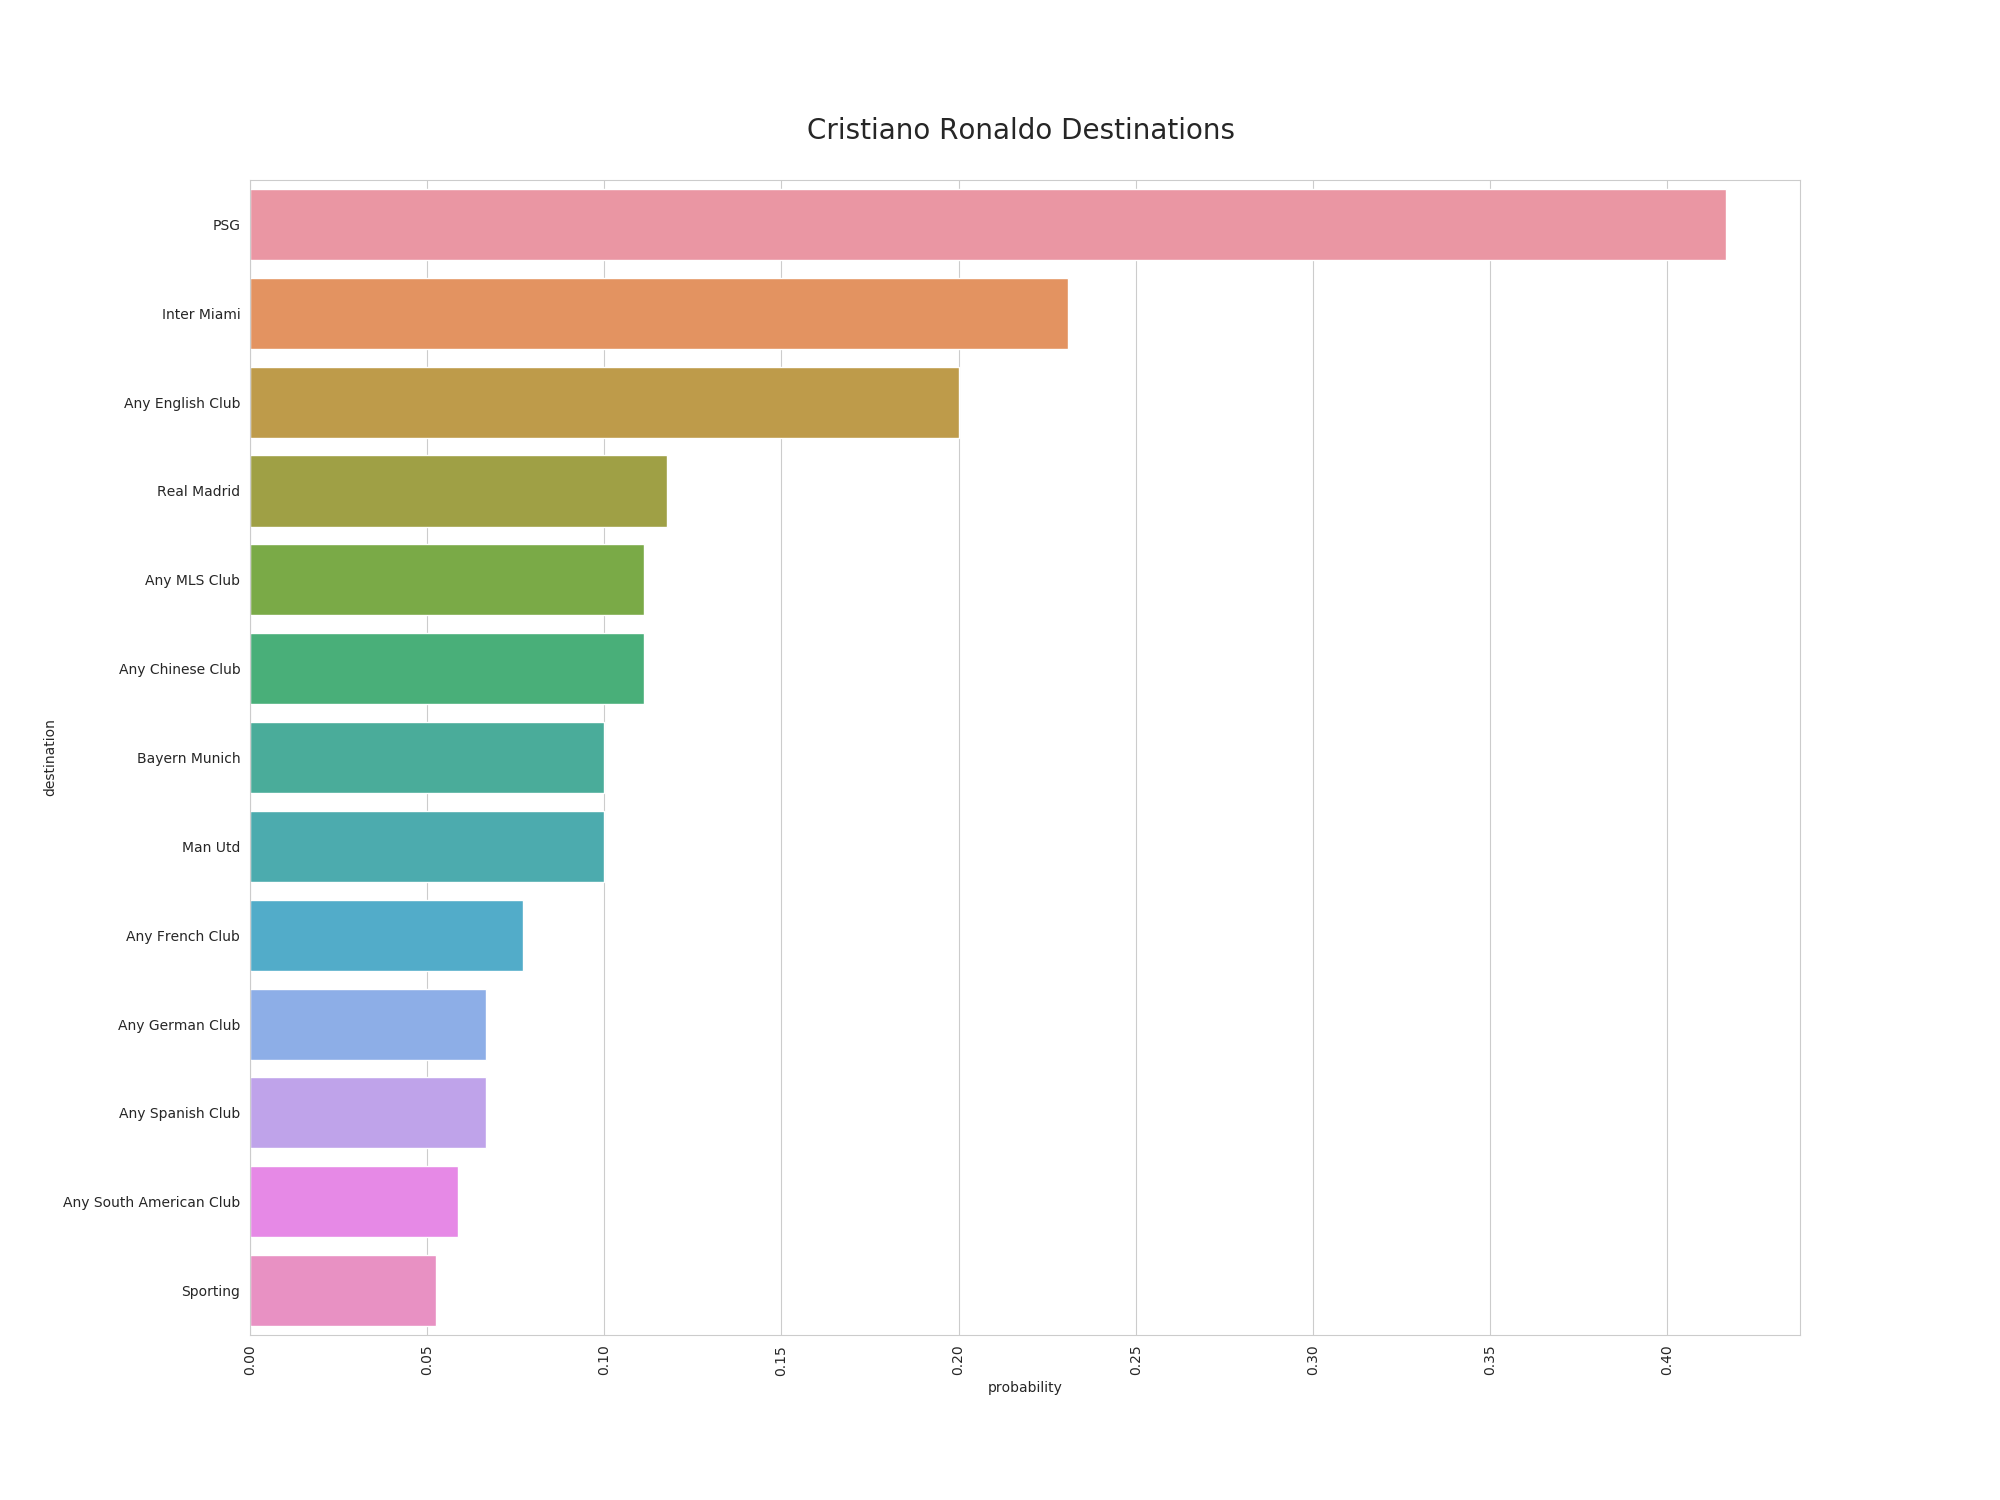 Cristiano Ronaldo Destinations
PSG
Inter Miami
Any English Club
Real Madrid
Any MLS Club
Any Chinese Club
Bayern Munich
Man Utd
Any French Club
Any German Club
Any Spanish Club
Any South American Club
Sporting
destination
0.00
0.05
0.10
0.15
0.20
0.25
0.30
0.35
0.40
probability